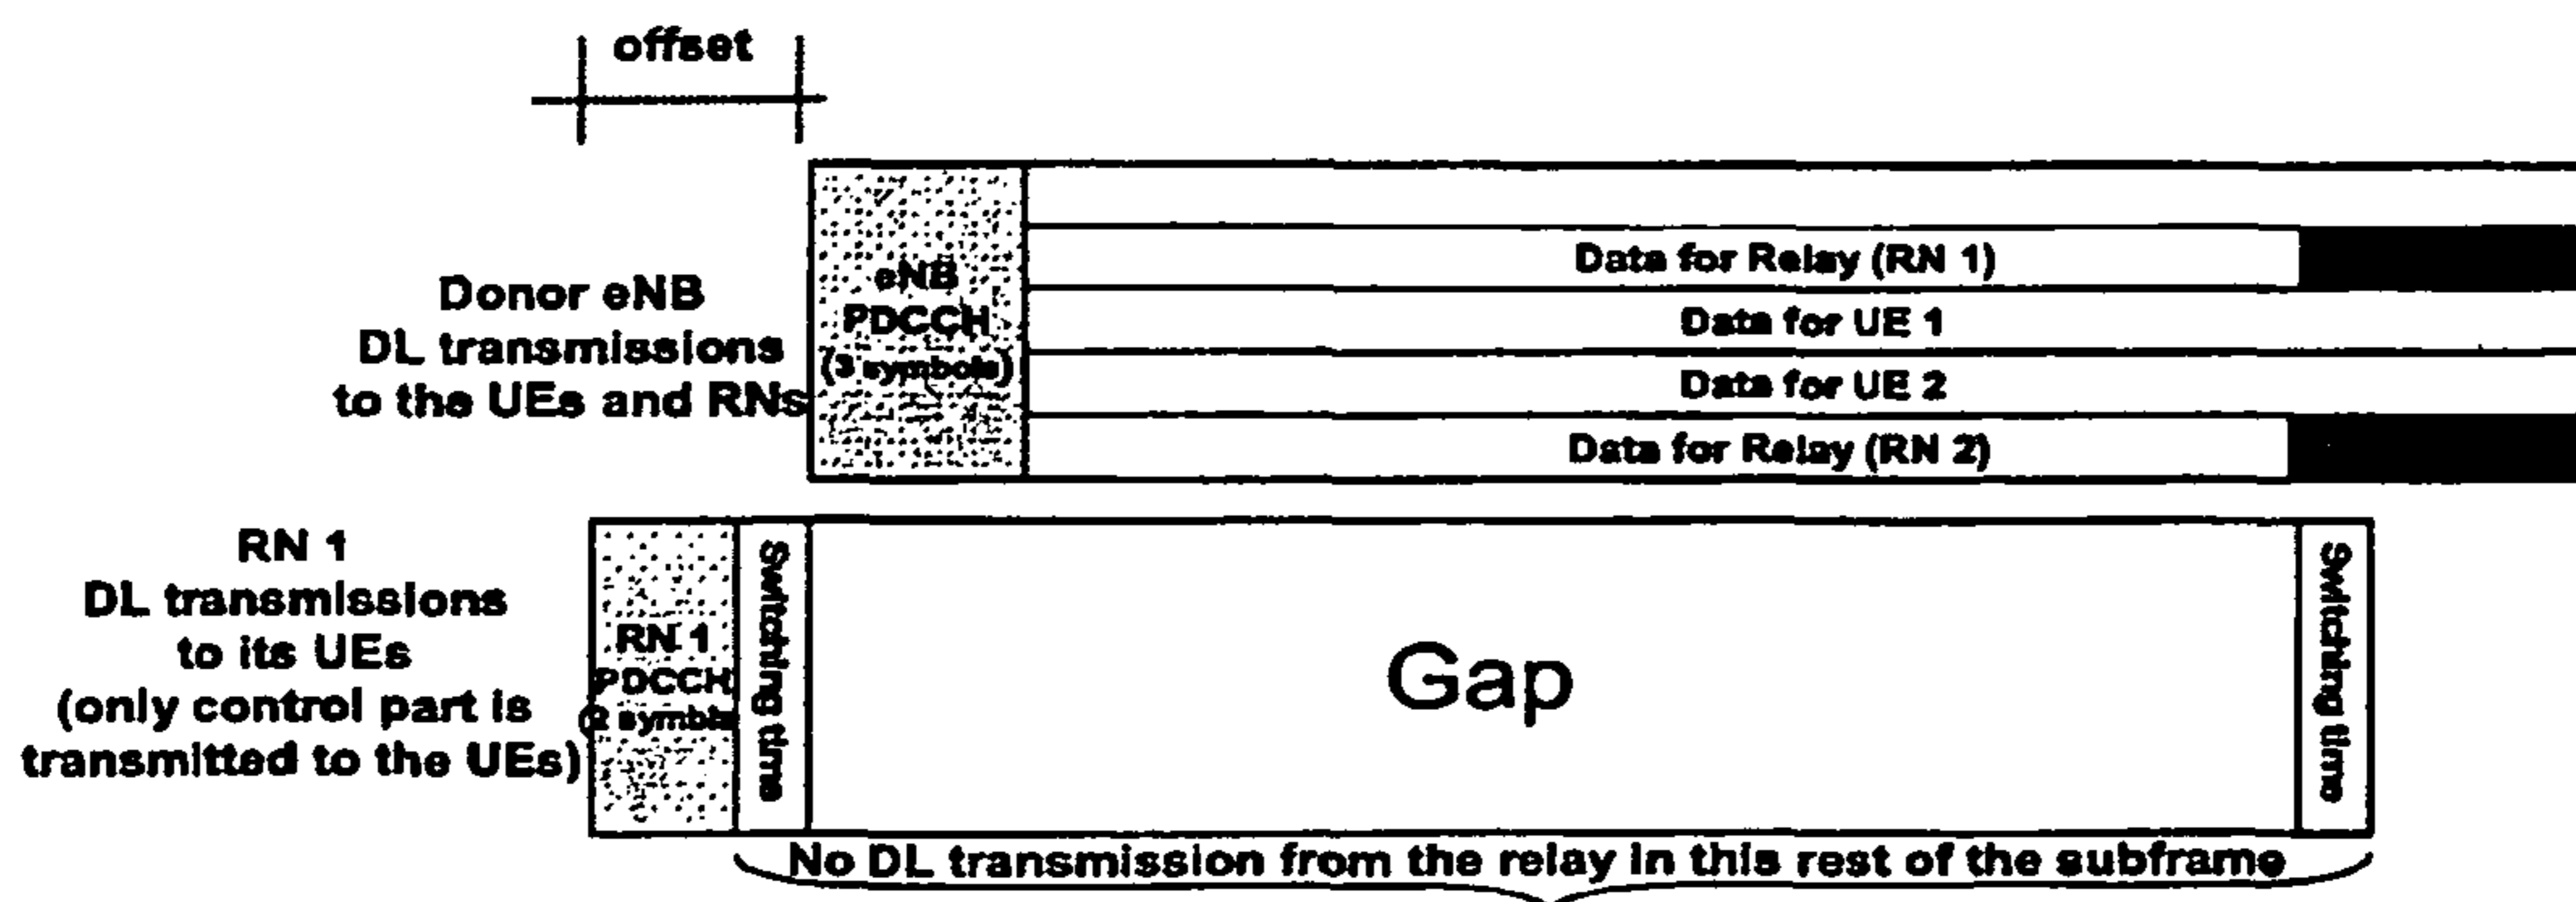 offset
Donor eNB
DL transmissions
to the UEs and RNs
eNB
PDCCH
(3 symbols)
Data for Relay (RN 1)
Data for UE 1
Data for UE 2
Data for Relay (RN 2)
RN 1
DL transmissions
to its UEs
(only control part is
transmitted to the UEs)
RN 1
PDCCH
(2 symbls
Switching time
Gap
Switching time
No DL transmission from the relay in this rest of the subframe